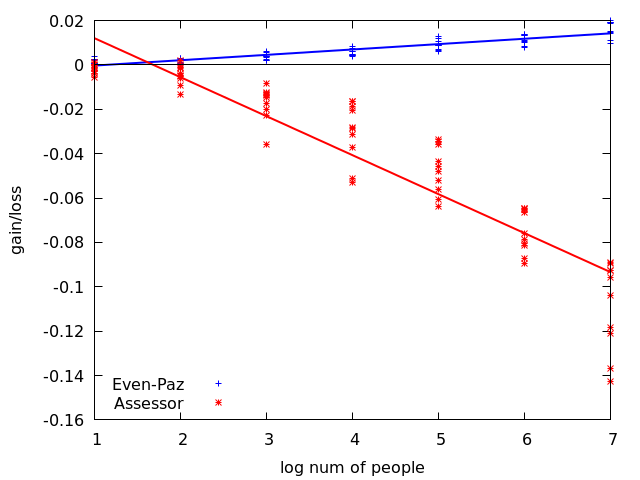 0.02
0
-0.02
-0.04
-0.06
-0.08
-0.1
-0.12
-0.14
-0.16
gain/loss
Even-Paz
Assessor
1 2 3 4 5 6 7
log num of people